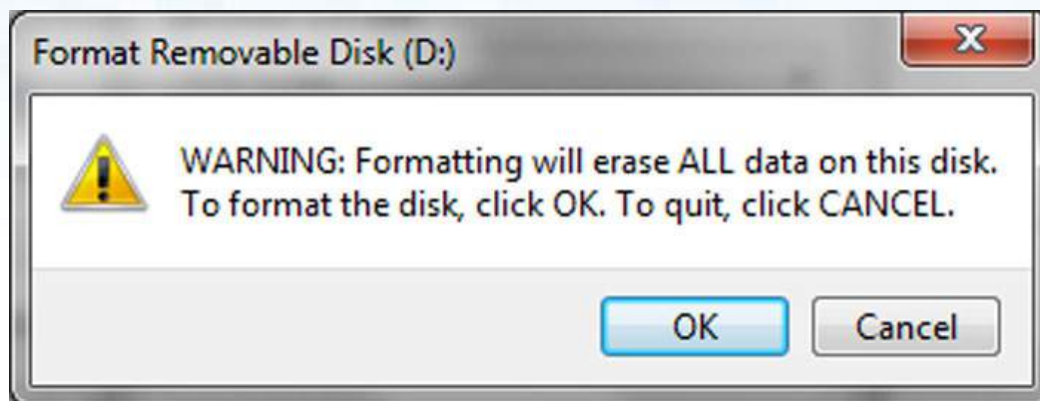 Format Removable Disk (D:)
WARNING: Formatting will erase ALL data on this disk.
To format the disk, click OK. To quit, click CANCEL.
OK
Cancel